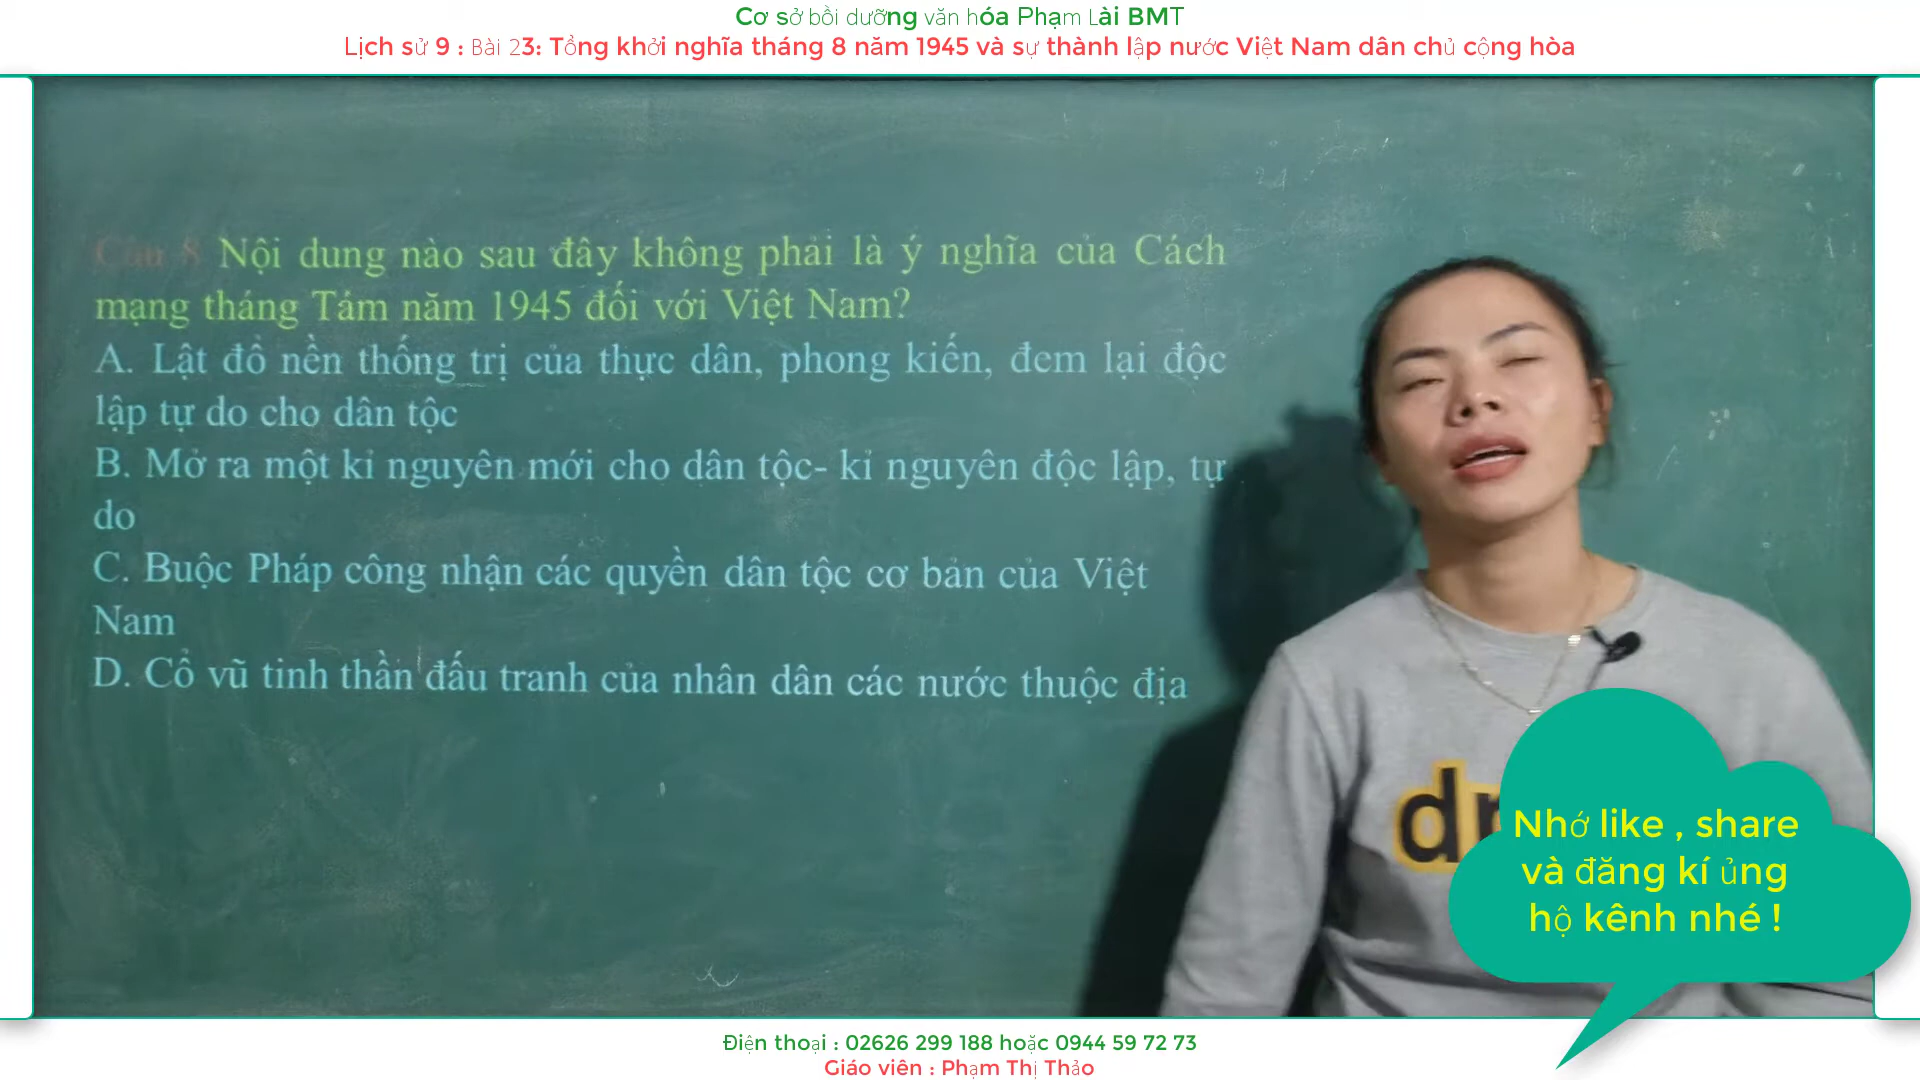 Cơ sở bồi dưỡng văn hóa Phạm Lài BMT
Lịch sử 9 : Bài 23: Tổng khởi nghĩa tháng 8 năm 1945 và sự thành lập nước Việt Nam dân chủ cộng hòa
Câu 8 Nội dung nào sau đây không phải là ý nghĩa của Cách
mạng tháng Tám năm 1945 đối với Việt Nam?
A. Lật đổ nền thống trị của thực dân, phong kiến, đem lại độc
lập tự do cho dân tộc
B. Mở ra một kỉ nguyên mới cho dân tộc- kỉ nguyên độc lập, tự
do
C. Buộc Pháp công nhận các quyền dân tộc cơ bản của Việt
Nam
D. Cổ vũ tinh thần đấu tranh của nhân dân các nước thuộc địa
Nhớ like , share
và đăng kí ủng
hộ kênh nhé !
Điện thoại : 02626 299 188 hoặc 0944 59 72 73
Giáo viên : Phạm Thị Thảo